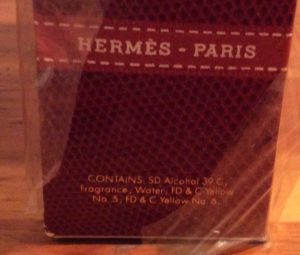 HERMÈS - PARIS
CONTAINS: SD Alcohol 39 C,
Fragrance, Water, FD & C Yellow
No. 5, FD & C Yellow No. 6.